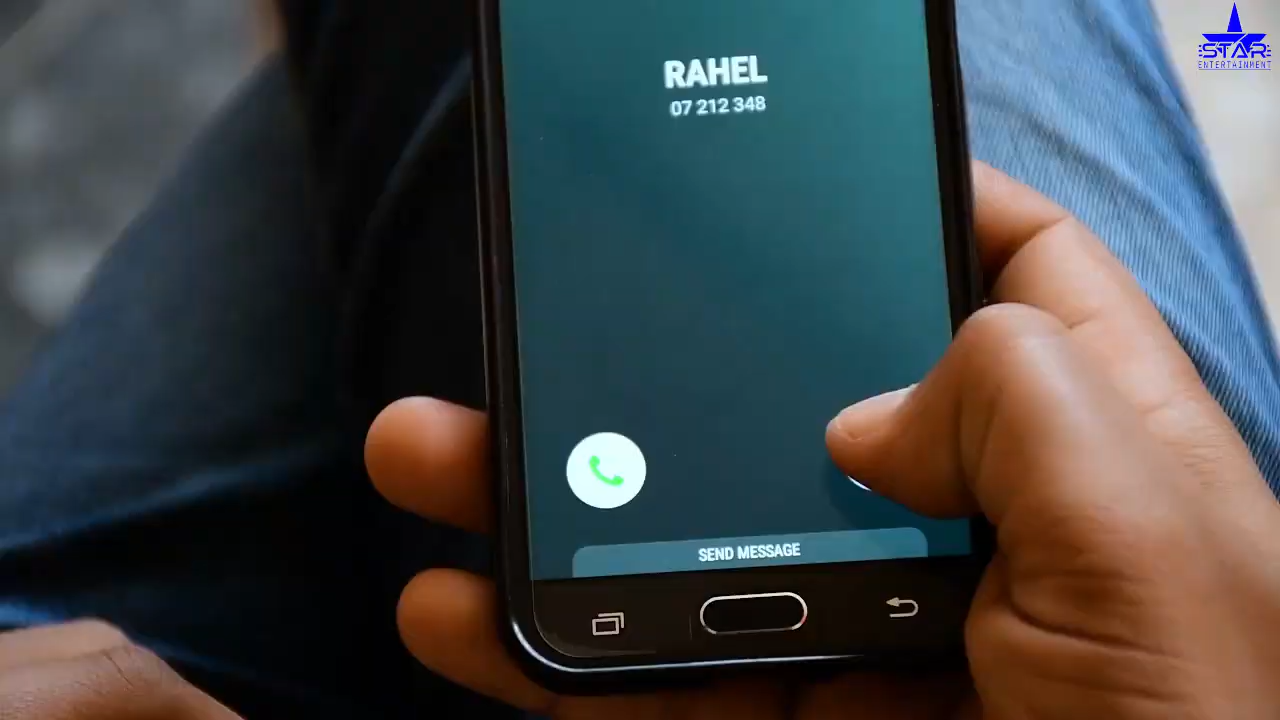 RAHEL
07 212 348
SEND MESSAGE
STAR
ENTERTAINMENT